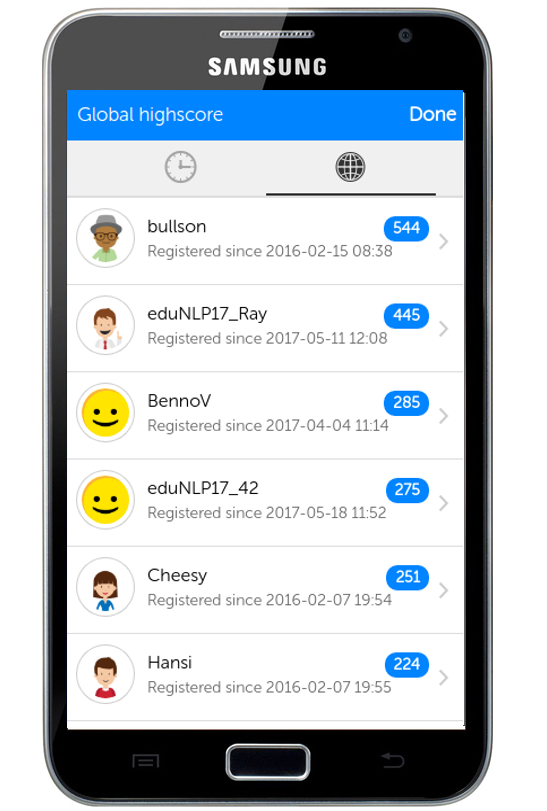 SAMSUNG
Global highscore Done
bullson 544
Registered since 2016-02-15 08:38
eduNLP17_Ray 445
Registered since 2017-05-11 12:08
BennoV 285
Registered since 2017-04-04 11:14
eduNLP17_42 275
Registered since 2017-05-18 11:52
Cheesy 251
Registered since 2016-02-07 19:54
Hansi 224
Registered since 2016-02-07 19:55